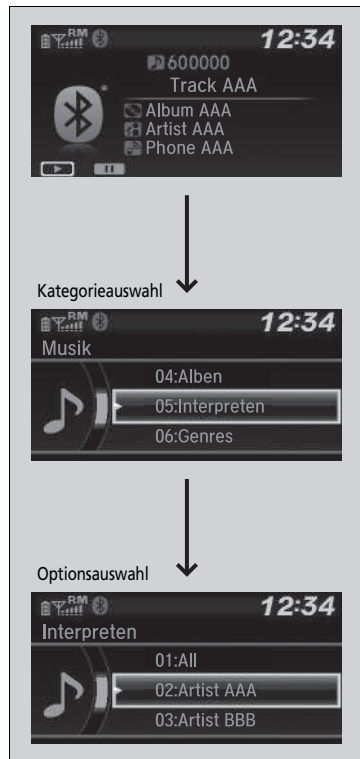 RM 12:34
600000
Track AAA
Album AAA
Artist AAA
Phone AAA
Kategorieauswahl
RM 12:34
Musik
04:Alben
05:Interpreten
06:Genres
Optionsauswahl
RM 12:34
Interpreten
01:All
02:Artist AAA
03:Artist BBB